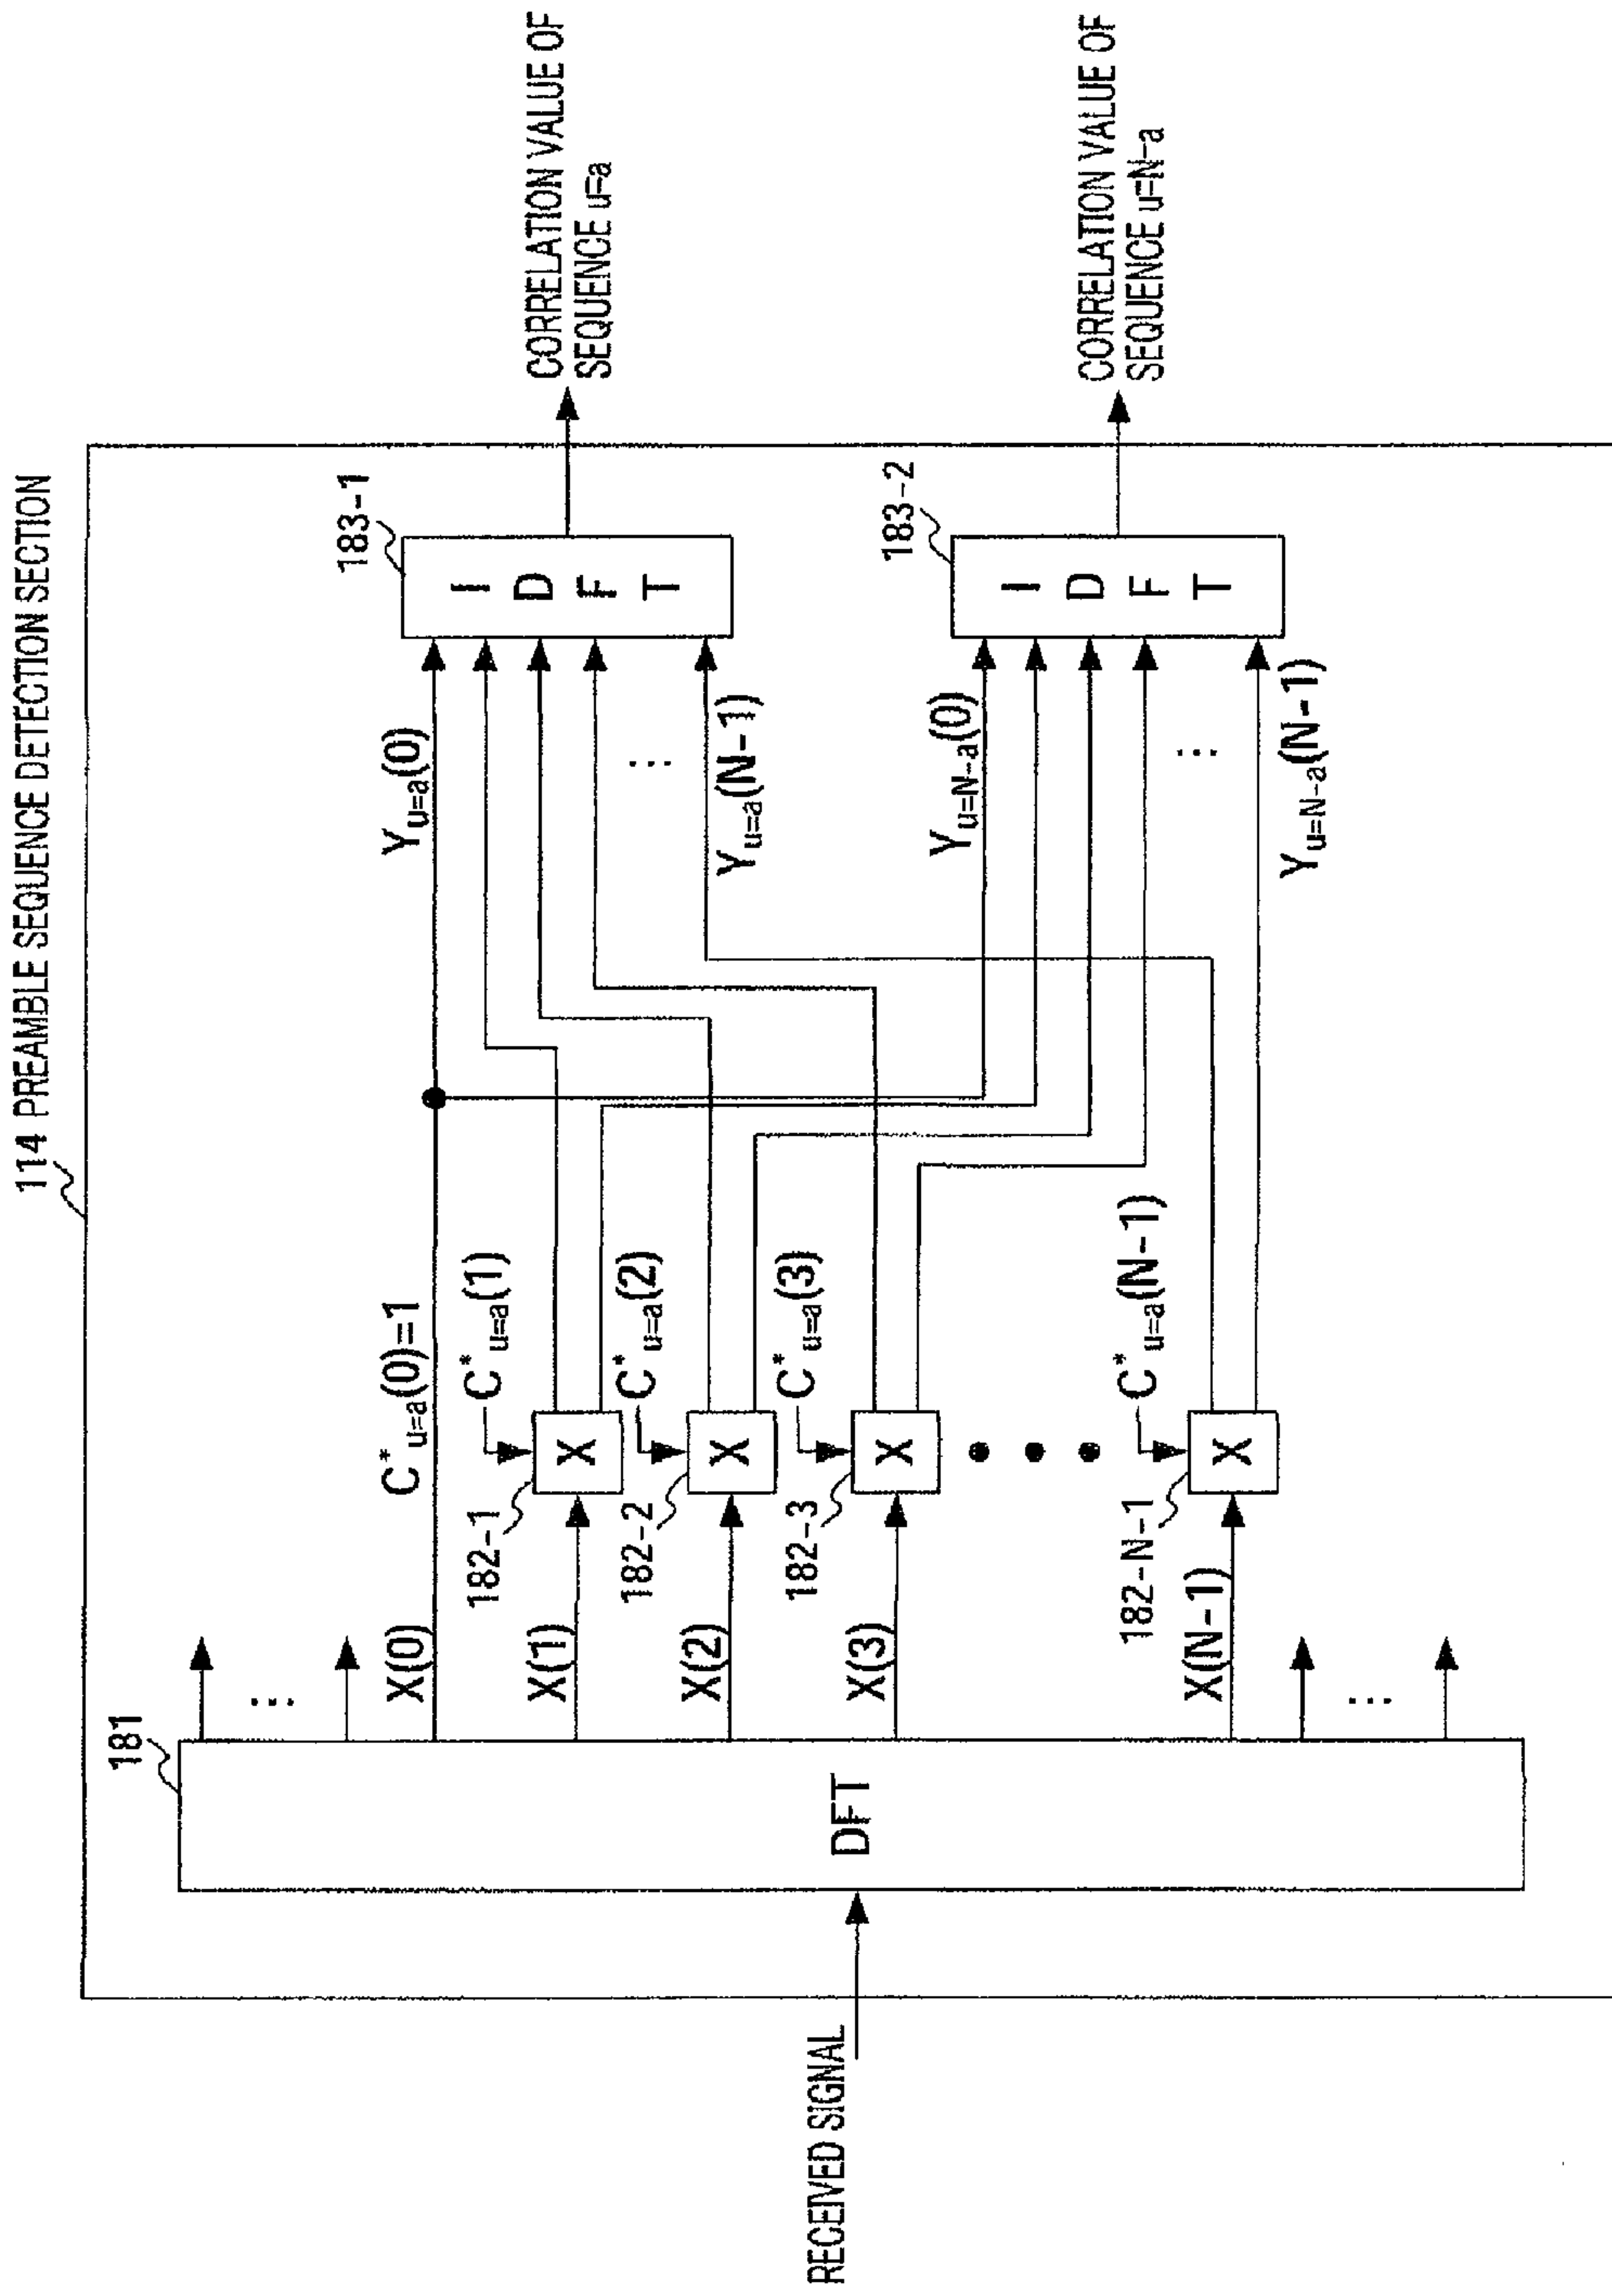 114 PREAMBLE SEQUENCE DETECTION SECTION
181
DFT
RECEIVED SIGNAL
...
X(0)
X(1)
X(2)
X(3)
X(N-1)
...
C*u=a(0)=1
182-1
C*u=a(1)
X
182-2
C*u=a(2)
X
182-3
C*u=a(3)
X
182-N-1
C*u=a(N-1)
X
Yu=a(0)
...
Yu=a(N-1)
183-1
IDFT
CORRELATION VALUE OF
SEQUENCE u=a
Yu=N-a(0)
...
Yu=N-a(N-1)
183-2
IDFT
CORRELATION VALUE OF
SEQUENCE u=N-a